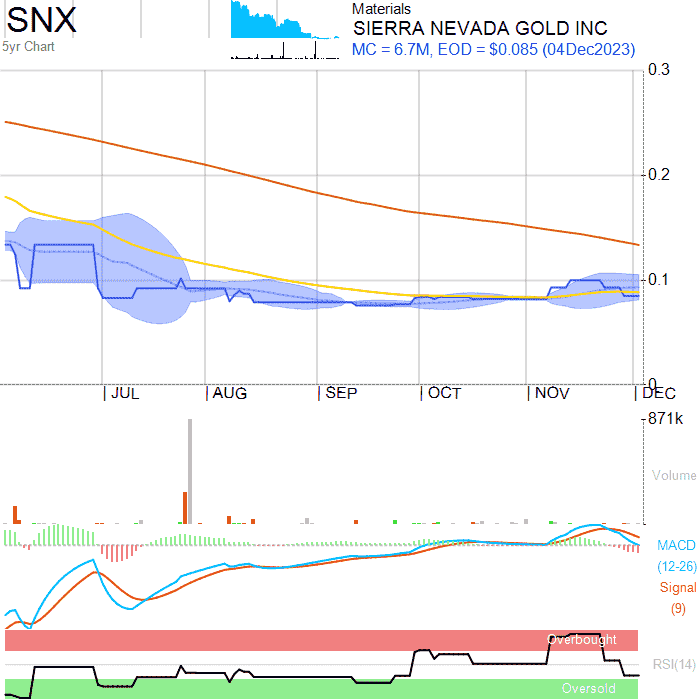 SNX
5yr Chart
Materials
SIERRA NEVADA GOLD INC
MC = 6.7M, EOD = $0.085 (04Dec2023)
0.3
0.2
0.1
0
JUL AUG SEP OCT NOV DEC
871k
Volume
MACD
(12-26)
Signal
(9)
Overbought
RSI(14)
Oversold